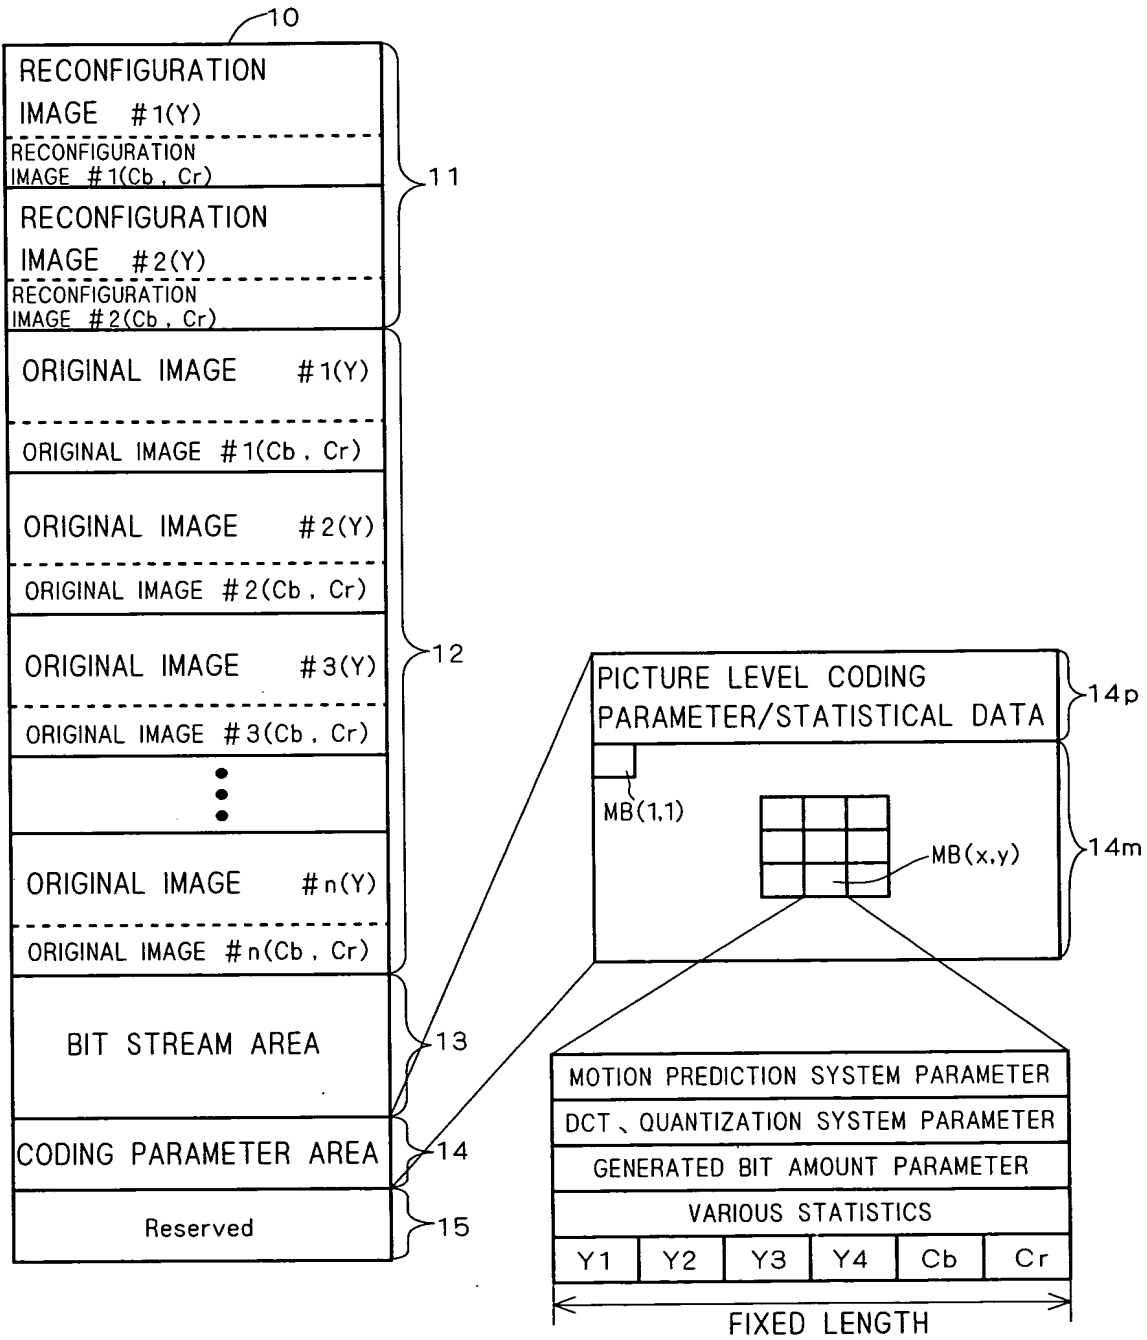 10
RECONFIGURATION
IMAGE #1(Y)
RECONFIGURATION
IMAGE #1(Cb, Cr)
11
RECONFIGURATION
IMAGE #2(Y)
RECONFIGURATION
IMAGE #2(Cb, Cr)
ORIGINAL IMAGE #1(Y)
ORIGINAL IMAGE #1(Cb, Cr)
ORIGINAL IMAGE #2(Y)
ORIGINAL IMAGE #2(Cb, Cr)
12
ORIGINAL IMAGE #3(Y)
ORIGINAL IMAGE #3(Cb, Cr)
ORIGINAL IMAGE #n(Y)
ORIGINAL IMAGE #n(Cb, Cr)
BIT STREAM AREA
13
CODING PARAMETER AREA
14
Reserved
15
PICTURE LEVEL CODING
PARAMETER/STATISTICAL DATA
14p
MB(1,1)
MB(x,y)
14m
MOTION PREDICTION SYSTEM PARAMETER
DCT、QUANTIZATION SYSTEM PARAMETER
GENERATED BIT AMOUNT PARAMETER
VARIOUS STATISTICS
Y1 Y2 Y3 Y4 Cb Cr
FIXED LENGTH